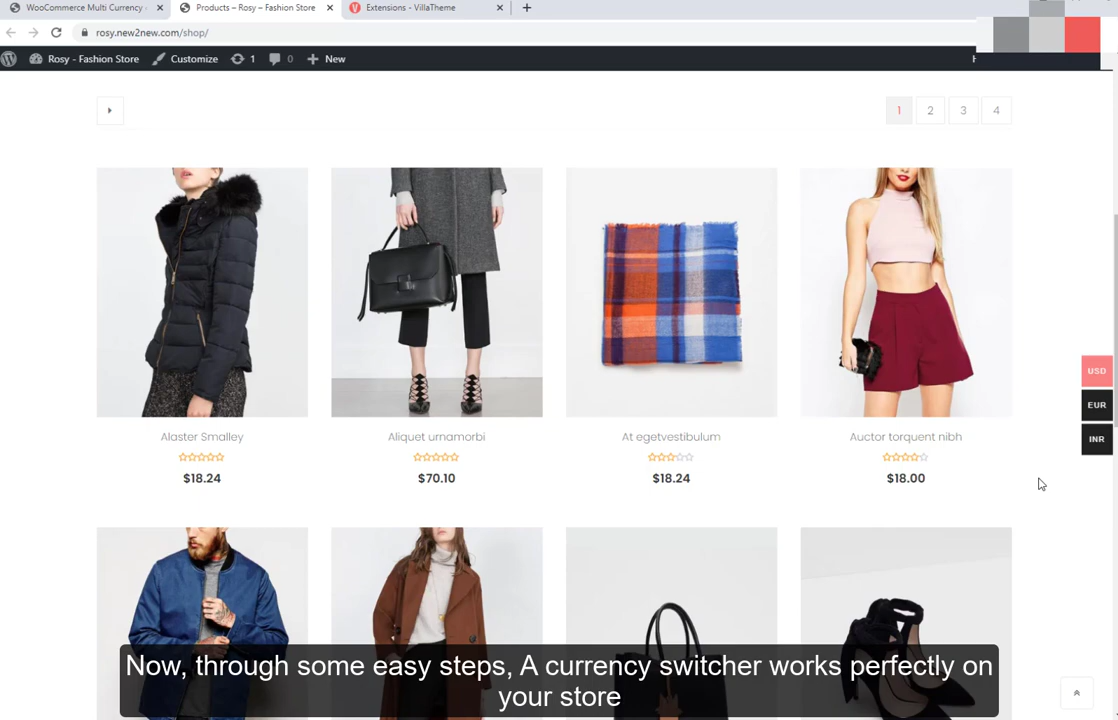 WooCommerce Multi Currency
Products – Rosy – Fashion Store
Extensions - VillaTheme
rosy.new2new.com/shop/
Rosy - Fashion Store
Customize
1
0
New
1
2
3
4
Alaster Smalley
Aliquet urnamorbi
At egetvestibulum
Auctor torquent nibh
$18.24
$70.10
$18.24
$18.00
USD
EUR
INR
Now, through some easy steps, A currency switcher works perfectly on
your store